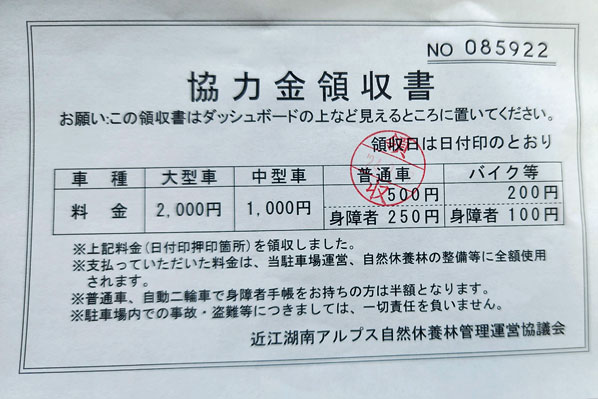 NO 085922
協力金領収書
お願い:この領収書はダッシュボードの上など見えるところに置いてください。
領収日は日付印のとおり
車種 大型車 中型車 普通車 バイク等
料金 2,000円 1,000円 500円 200円
身障者 250円 身障者 100円
領収
※上記料金(日付印押印箇所)を領収しました。
※支払っていただいた料金は、当駐車場運営、自然休養林の整備等に全額使用
されます。
※普通車、自動二輪車で身障者手帳をお持ちの方は半額となります。
※駐車場内での事故・盗難等につきましては、一切責任を負いません。
近江湖南アルプス自然休養林管理運営協議会